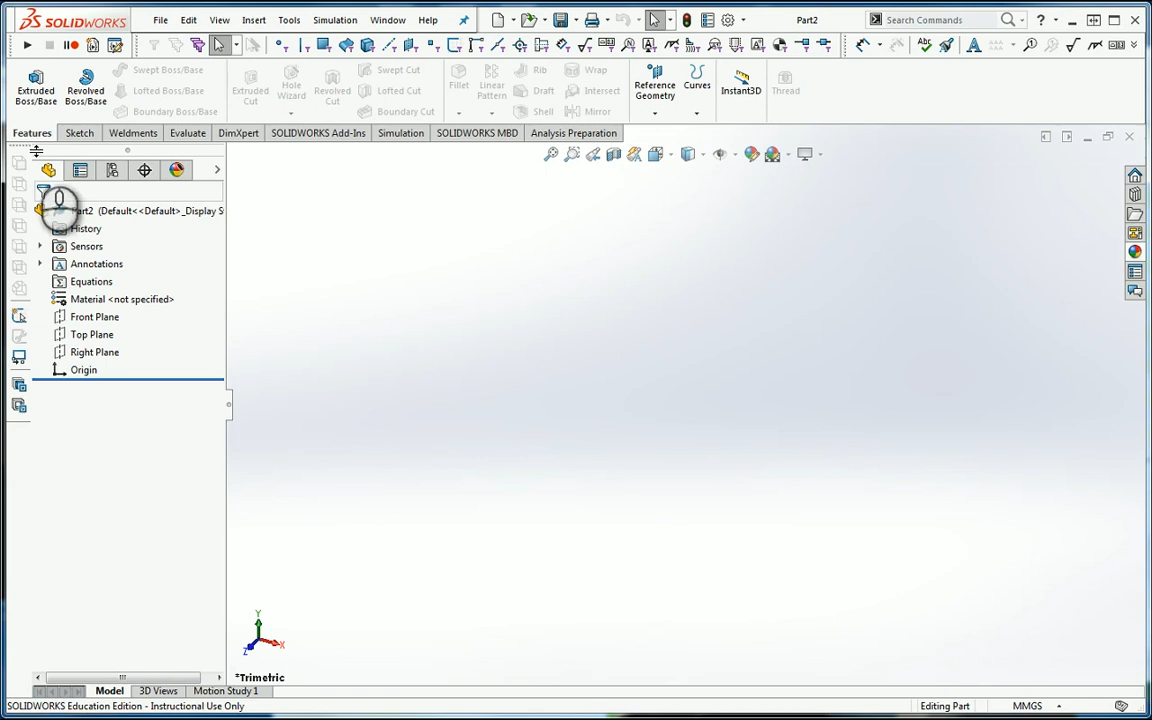 SOLIDWORKS File Edit View Insert Tools Simulation Window Help Part2 Search Commands ?
Extruded Boss/Base
Revolved Boss/Base
Swept Boss/Base
Lofted Boss/Base
Boundary Boss/Base
Extruded Cut
Hole Wizard
Revolved Cut
Swept Cut
Lofted Cut
Boundary Cut
Fillet
Linear Pattern
Rib
Draft
Shell
Wrap
Intersect
Mirror
Reference Geometry
Curves
Instant3D
Thread
Features Sketch Weldments Evaluate DimXpert SOLIDWORKS Add-Ins Simulation SOLIDWORKS MBD Analysis Preparation
Part2 (Default<<Default>_Display S
History
Sensors
Annotations
Equations
Material <not specified>
Front Plane
Top Plane
Right Plane
Origin
Y
X
Z
*Trimetric
Model 3D Views Motion Study 1
SOLIDWORKS Education Edition - Instructional Use Only Editing Part MMGS